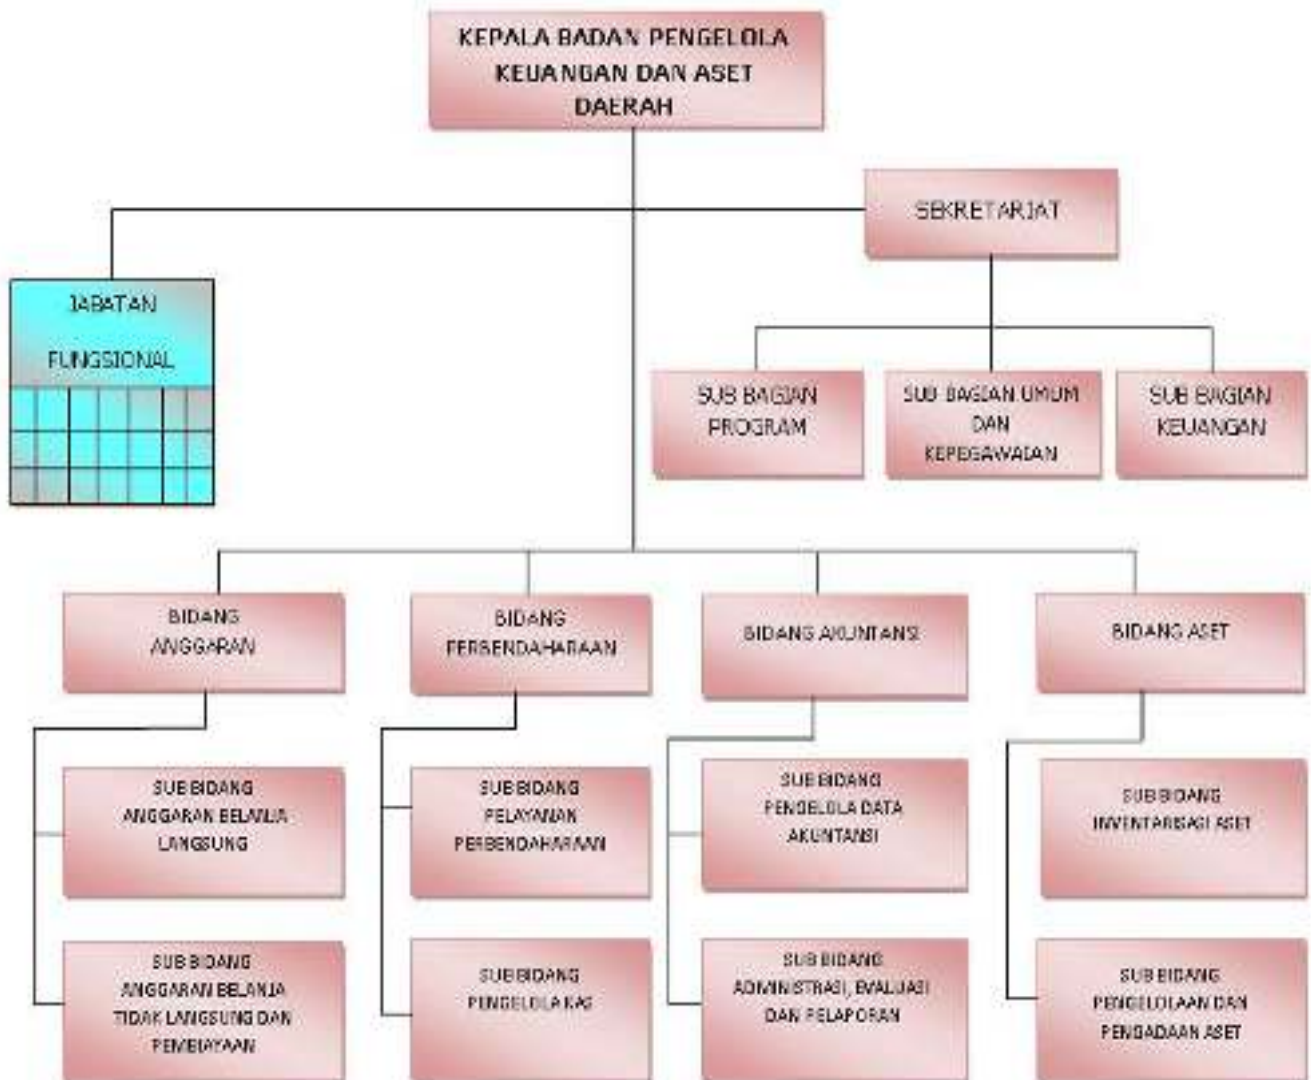 KEPALA BADAN PENGELOLA
KEUANGAN DAN ASET
DAERAH
SEKRETARIAT
JABATAN
FUNGSIONAL
SUB BAGIAN
PROGRAM
SUB BAGIAN UMUM
DAN
KEPEGAWAIAN
SUB BAGIAN
KEUANGAN
BIDANG
ANGGARAN
BIDANG
PERBENDAHARAAN
BIDANG AKUNTANSI
BIDANG ASET
SUB BIDANG
ANGGARAN BELANJA
LANGSUNG
SUB BIDANG
PELAYANAN
PERBENDAHARAAN
SUB BIDANG
PENGELOLA DATA
AKUNTANSI
SUB BIDANG
INVENTARISASI ASET
SUB BIDANG
ANGGARAN BELANJA
TIDAK LANGSUNG DAN
PEMBIAYAAN
SUB BIDANG
PENGELOLA KAS
SUB BIDANG
ADMINISTRASI, EVALUASI
DAN PELAPORAN
SUB BIDANG
PENGELOLAAN DAN
PENGADAAN ASET